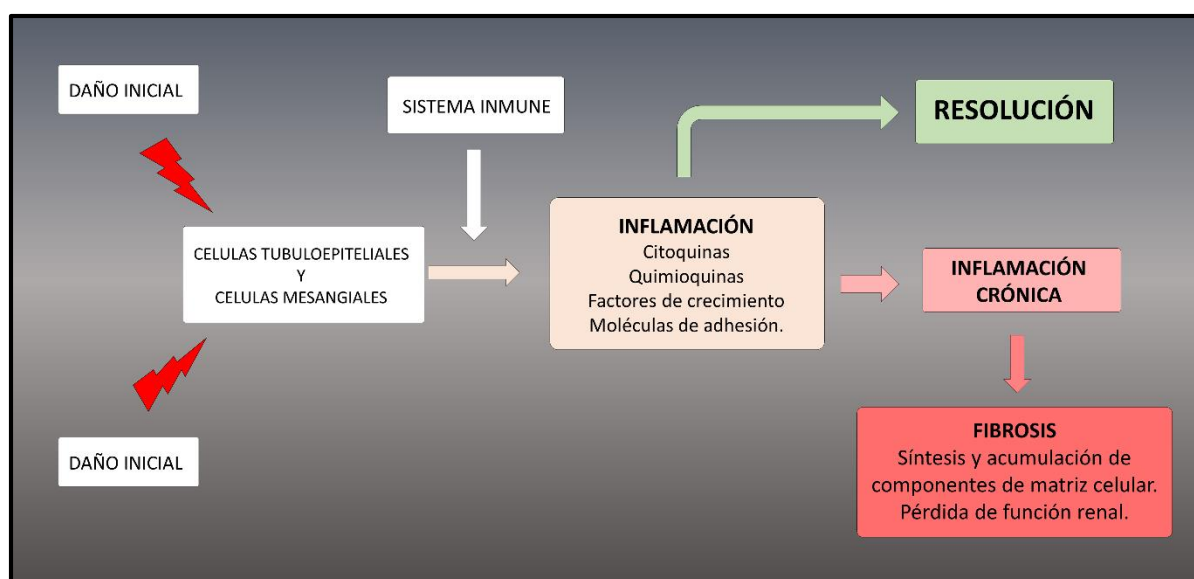 DAÑO INICIAL
SISTEMA INMUNE
RESOLUCIÓN
CELULAS TUBULOEPITELIALES
Y
CELULAS MESANGIALES
INFLAMACIÓN
Citoquinas
Quimioquinas
Factores de crecimiento
Moléculas de adhesión.
INFLAMACIÓN
CRÓNICA
DAÑO INICIAL
FIBROSIS
Síntesis y acumulación de
componentes de matriz celular.
Pérdida de función renal.